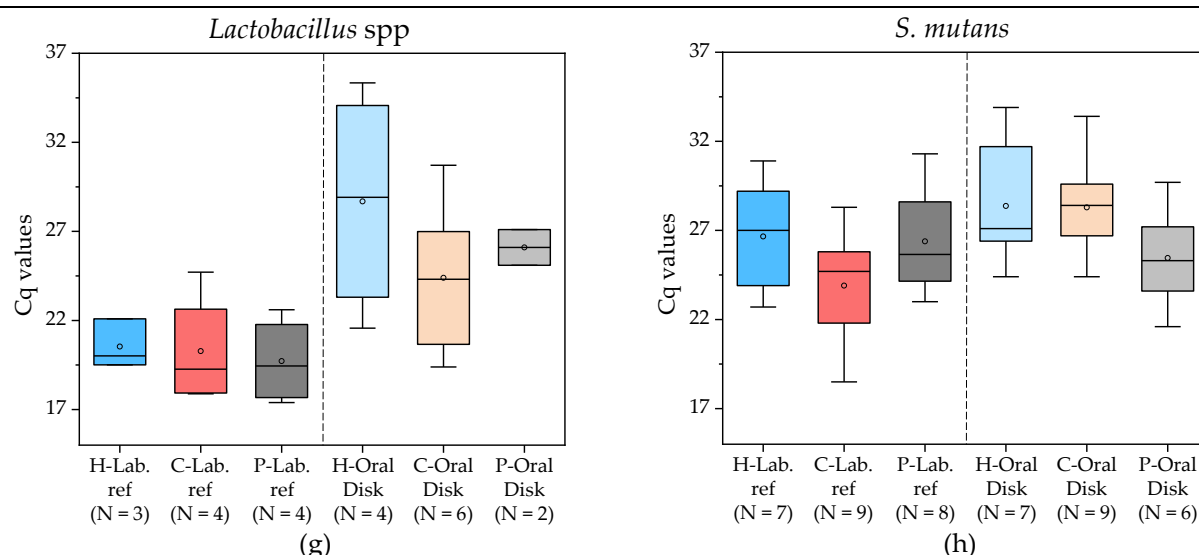 Lactobacillus spp
Cq values
37
32
27
22
17
H-Lab. C-Lab. P-Lab. H-Oral C-Oral P-Oral
ref ref ref Disk Disk Disk
(N = 3) (N = 4) (N = 4) (N = 4) (N = 6) (N = 2)
(g)
S. mutans
Cq values
37
32
27
22
17
H-Lab. C-Lab. P-Lab. H-Oral C-Oral P-Oral
ref ref ref Disk Disk Disk
(N = 7) (N = 9) (N = 8) (N = 7) (N = 9) (N = 6)
(h)